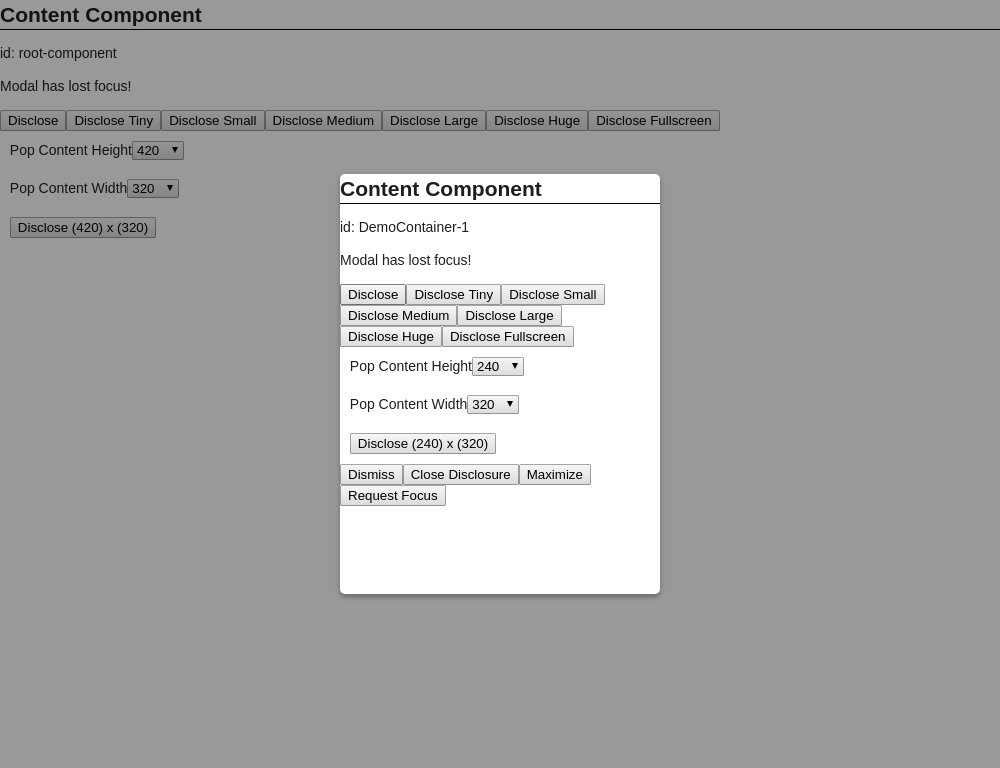 Content Component
id: root-component
Modal has lost focus!
Disclose Disclose Tiny Disclose Small Disclose Medium Disclose Large Disclose Huge Disclose Fullscreen
Pop Content Height 420
Pop Content Width 320
Disclose (420) x (320)
Content Component
id: DemoContainer-1
Modal has lost focus!
Disclose Disclose Tiny Disclose Small
Disclose Medium Disclose Large
Disclose Huge Disclose Fullscreen
Pop Content Height 240
Pop Content Width 320
Disclose (240) x (320)
Dismiss Close Disclosure Maximize
Request Focus